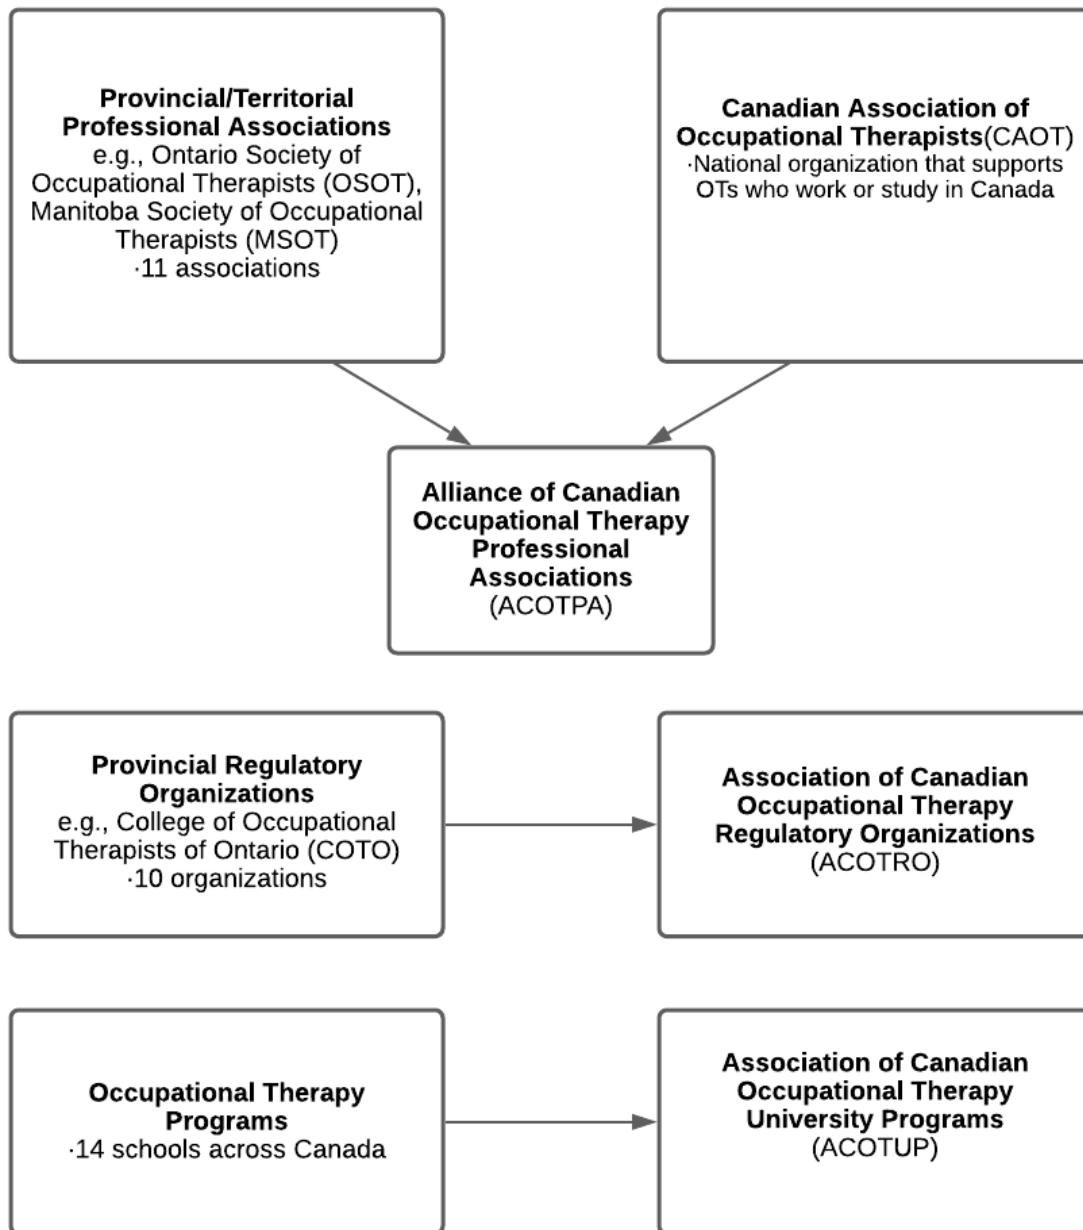 Provincial/Territorial
Professional Associations
e.g., Ontario Society of
Occupational Therapists (OSOT),
Manitoba Society of Occupational
Therapists (MSOT)
·11 associations
Canadian Association of
Occupational Therapists(CAOT)
·National organization that supports
OTs who work or study in Canada
Alliance of Canadian
Occupational Therapy
Professional
Associations
(ACOTPA)
Provincial Regulatory
Organizations
e.g., College of Occupational
Therapists of Ontario (COTO)
·10 organizations
Association of Canadian
Occupational Therapy
Regulatory Organizations
(ACOTRO)
Occupational Therapy
Programs
·14 schools across Canada
Association of Canadian
Occupational Therapy
University Programs
(ACOTUP)